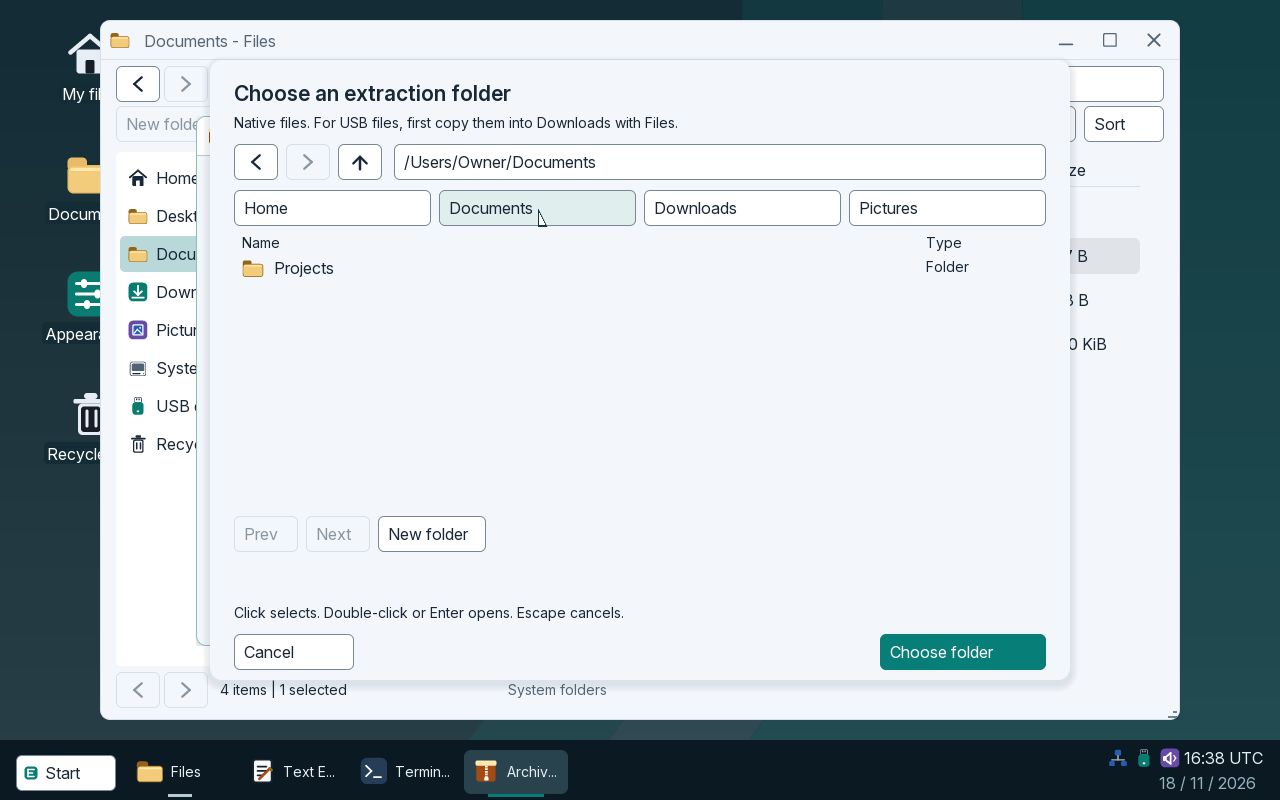 Documents - Files
My fil
New folde
Sort
Home
Deskt
Docu
Down
Pictur
Syste
USB
Recyc
ze
B
B
0 KiB
Docum
Appeara
Recycle
Choose an extraction folder
Native files. For USB files, first copy them into Downloads with Files.
/Users/Owner/Documents
Home
Documents
Downloads
Pictures
Name
Type
Projects
Folder
Prev
Next
New folder
Click selects. Double-click or Enter opens. Escape cancels.
Cancel
Choose folder
4 items | 1 selected
System folders
Start
Files
Text E...
Termin...
Archiv...
16:38 UTC
18 / 11 / 2026